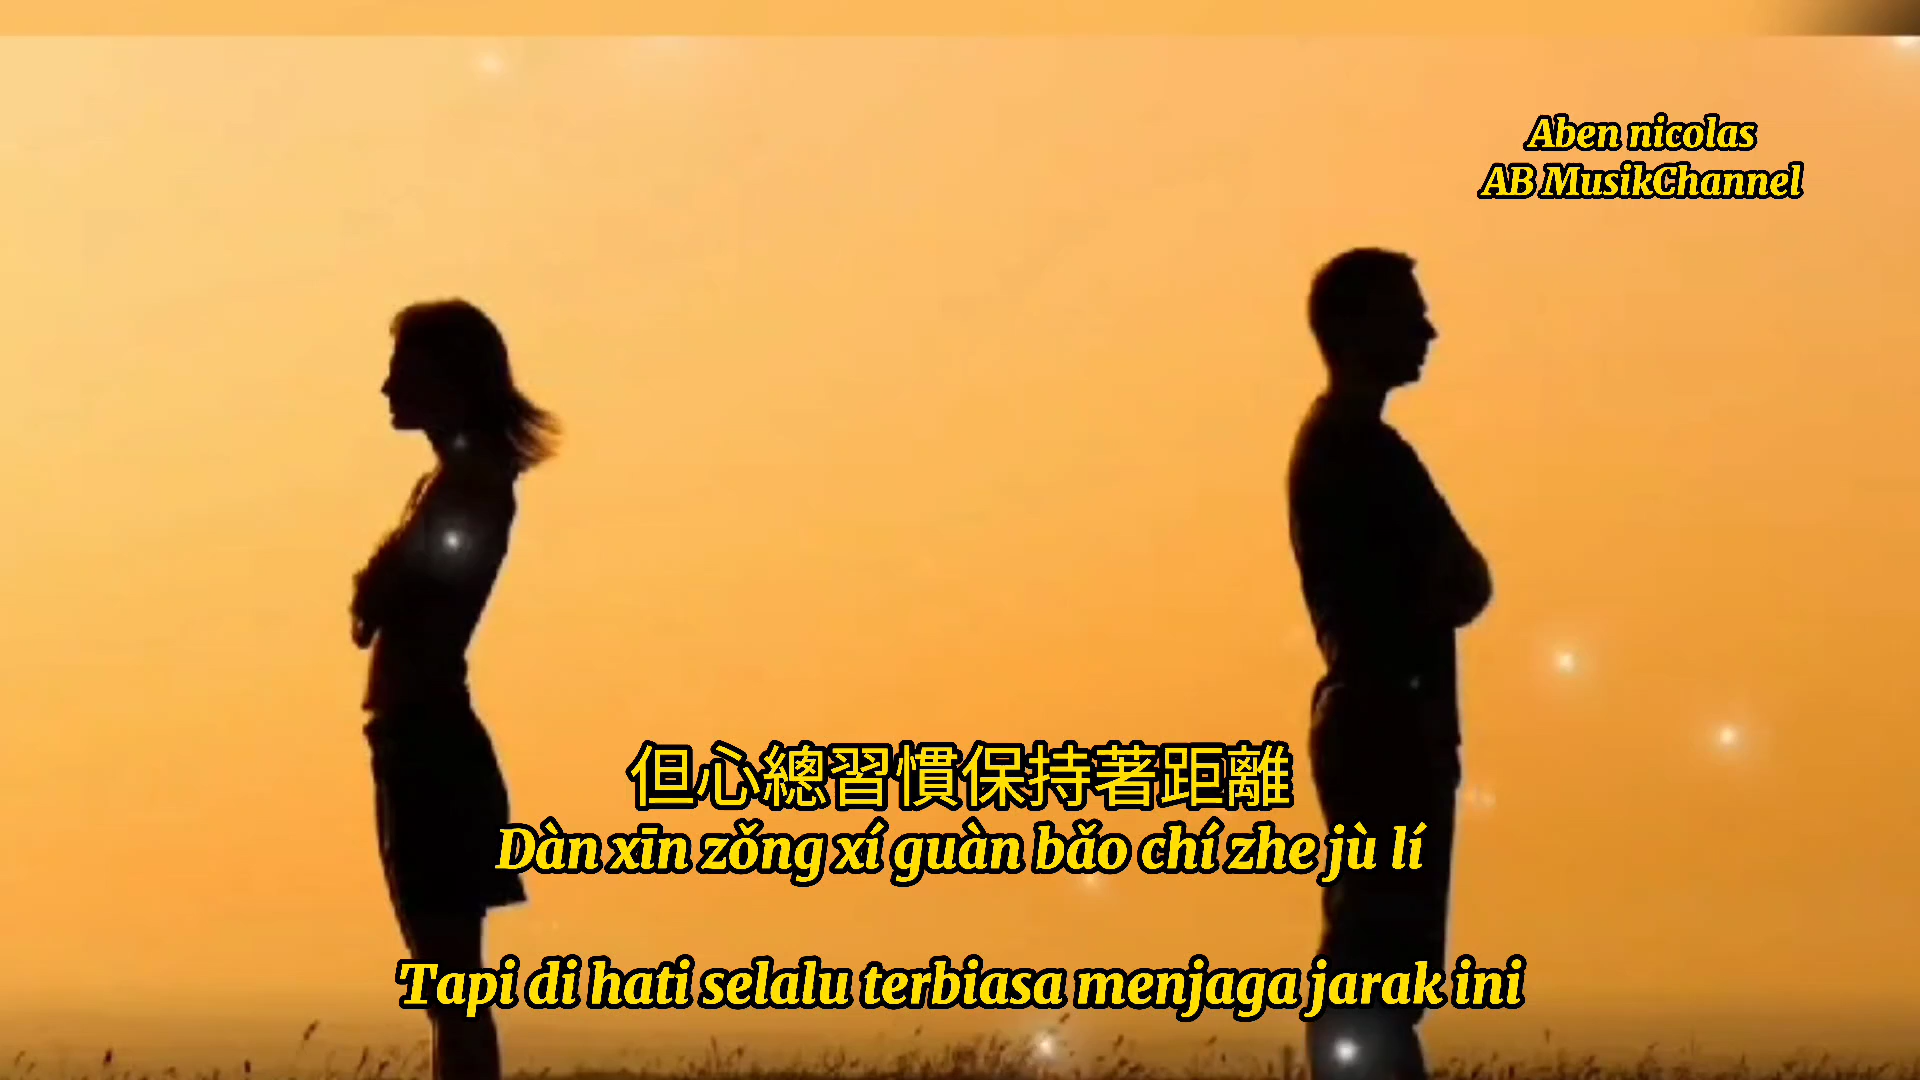 Aben nicolas
AB MusikChannel
但心總習慣保持著距離
Dàn xīn zǒng xí guàn bǎo chí zhe jù lí
Tapi di hati selalu terbiasa menjaga jarak ini